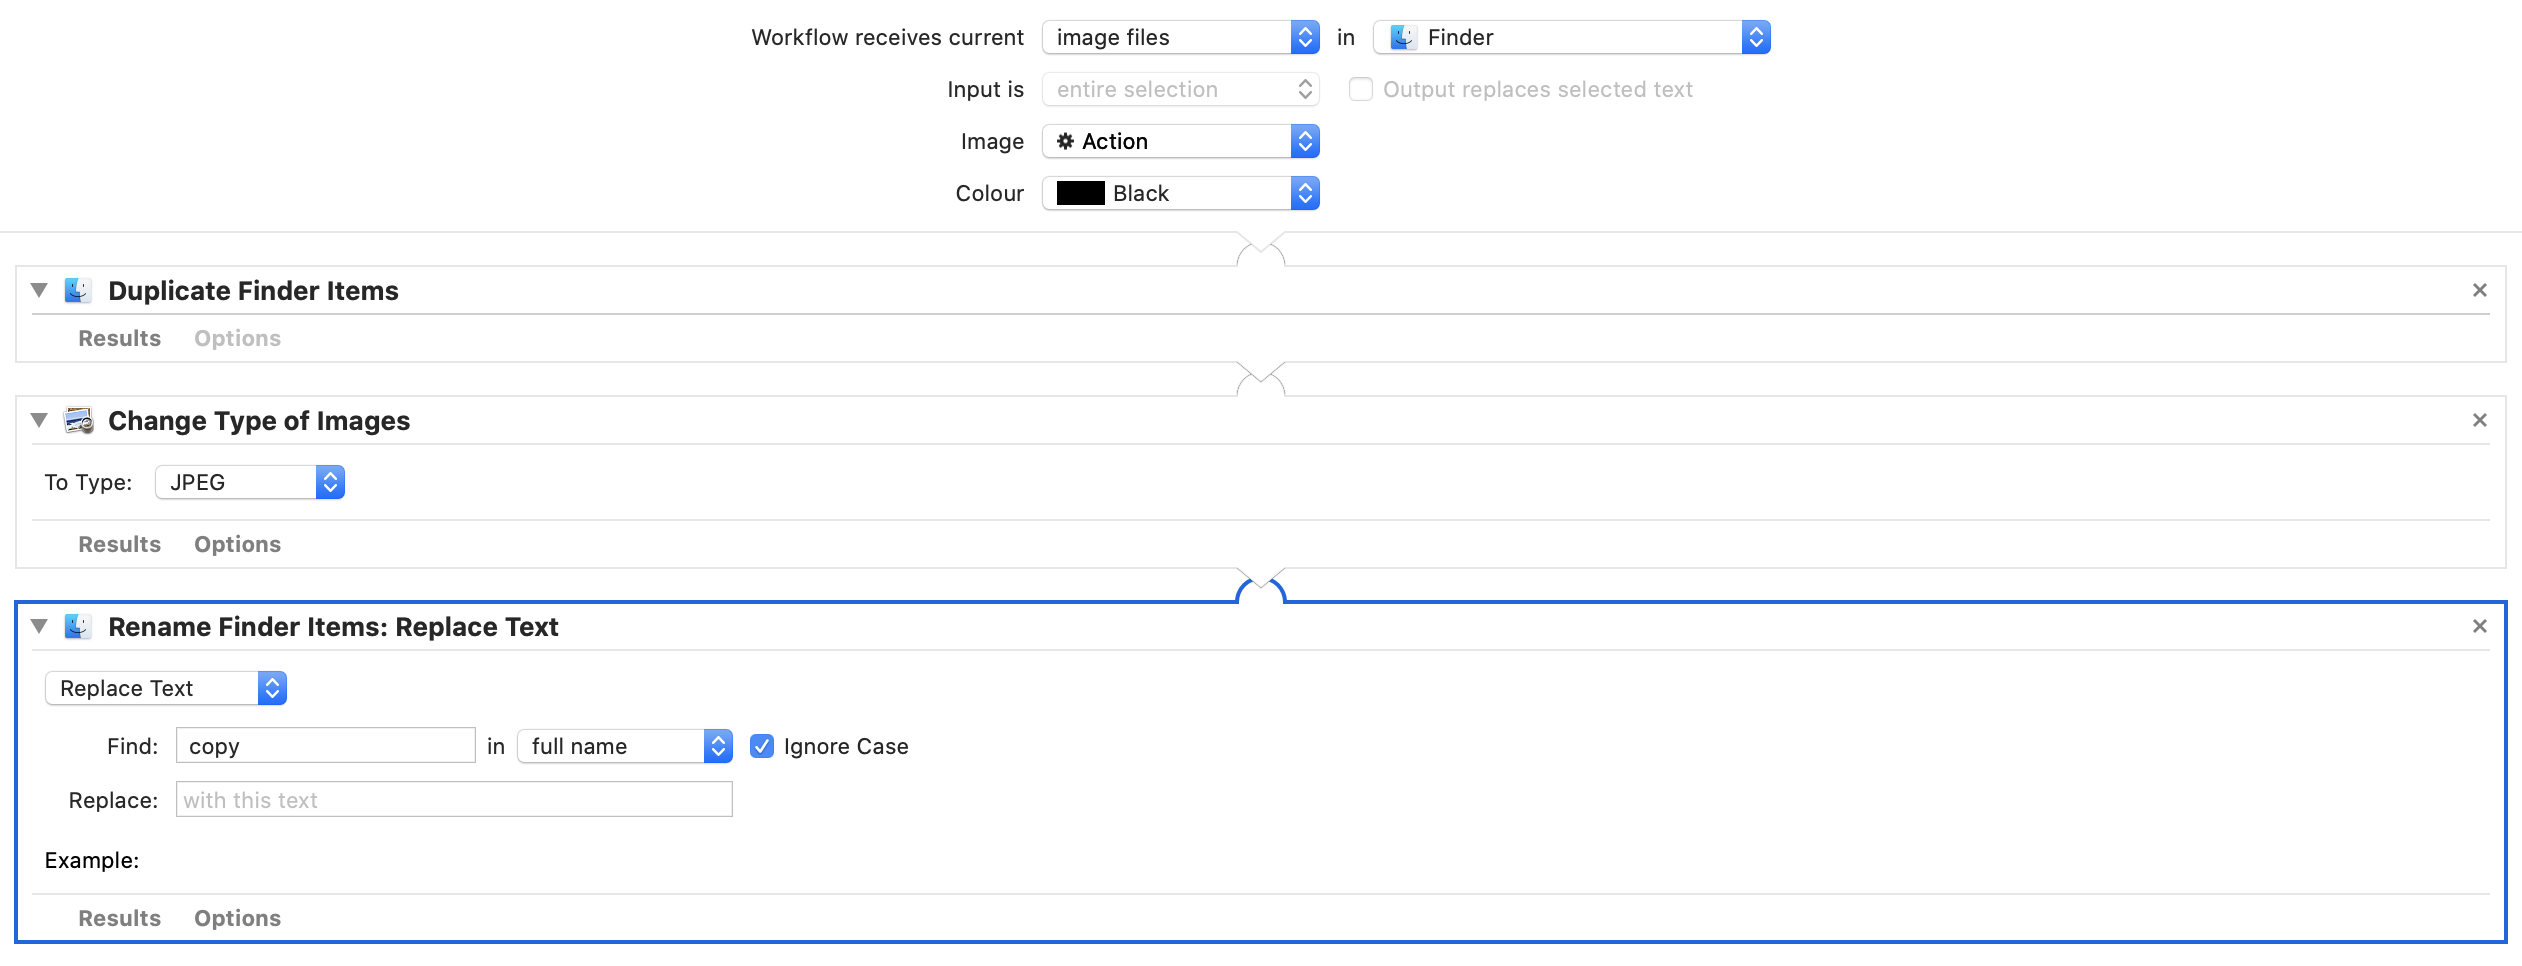 Workflow receives current image files in Finder
Input is entire selection Output replaces selected text
Image Action
Colour Black
Duplicate Finder Items
Results Options
Change Type of Images
To Type: JPEG
Results Options
Rename Finder Items: Replace Text
Replace Text
Find: copy in full name Ignore Case
Replace: with this text
Example:
Results Options